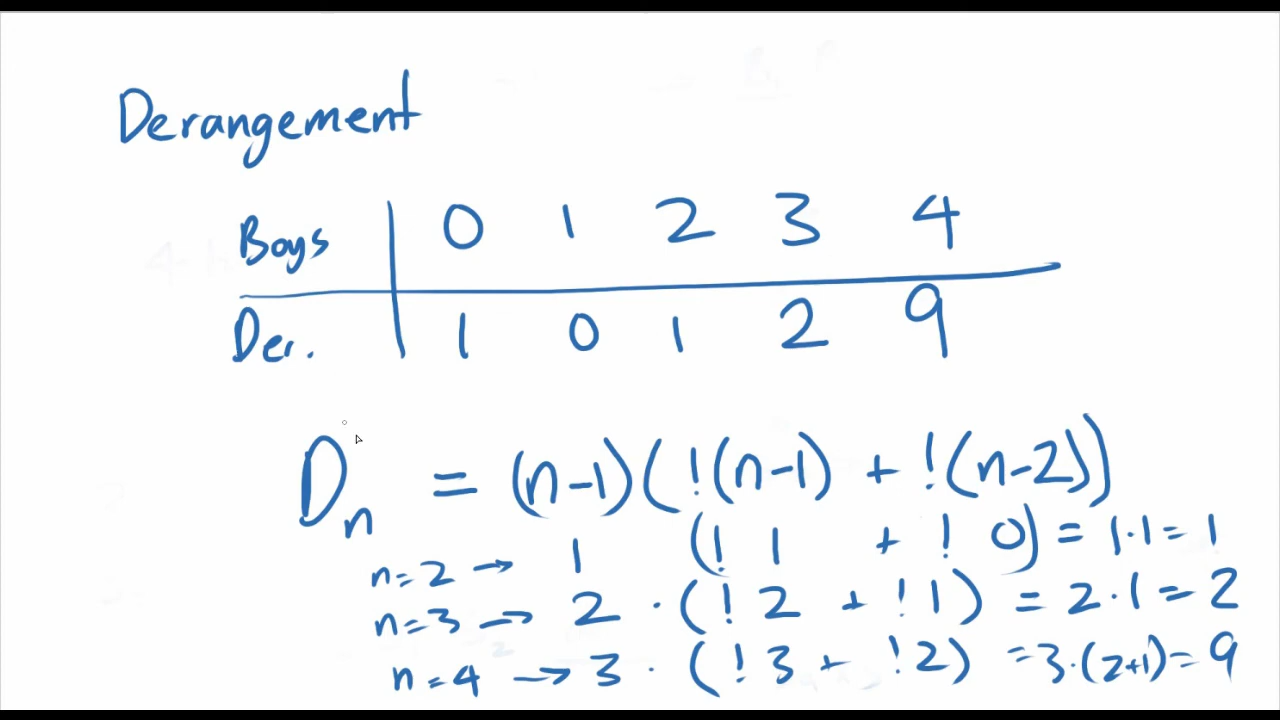 Derangement
Boys 0 1 2 3 4
Der. 1 0 1 2 9
Dn = (n-1)(!(n-1) + !(n-2))
n=2 → 1 (! 1 + ! 0) = 1·1 = 1
n=3 → 2 · (! 2 + ! 1) = 2·1 = 2
n=4 → 3 · (! 3 + ! 2) = 3·(2+1) = 9